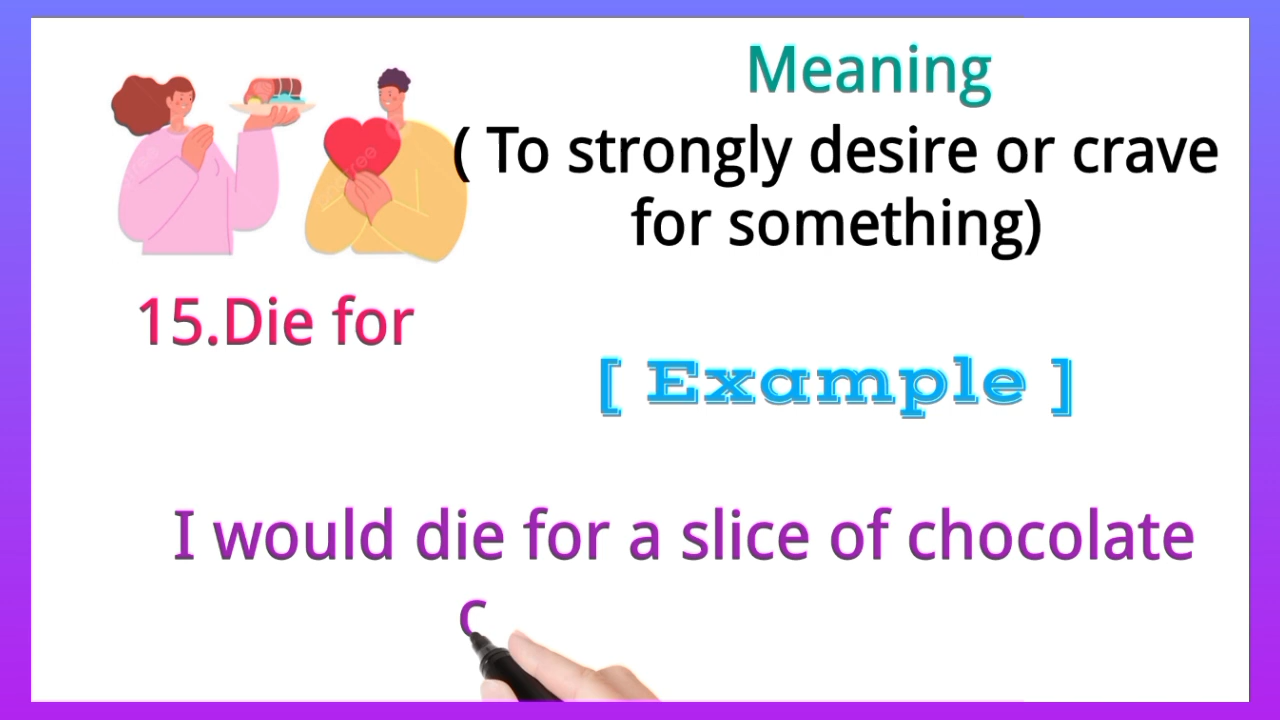 Meaning
( To strongly desire or crave
for something)
15.Die for
[ Example ]
I would die for a slice of chocolate
c